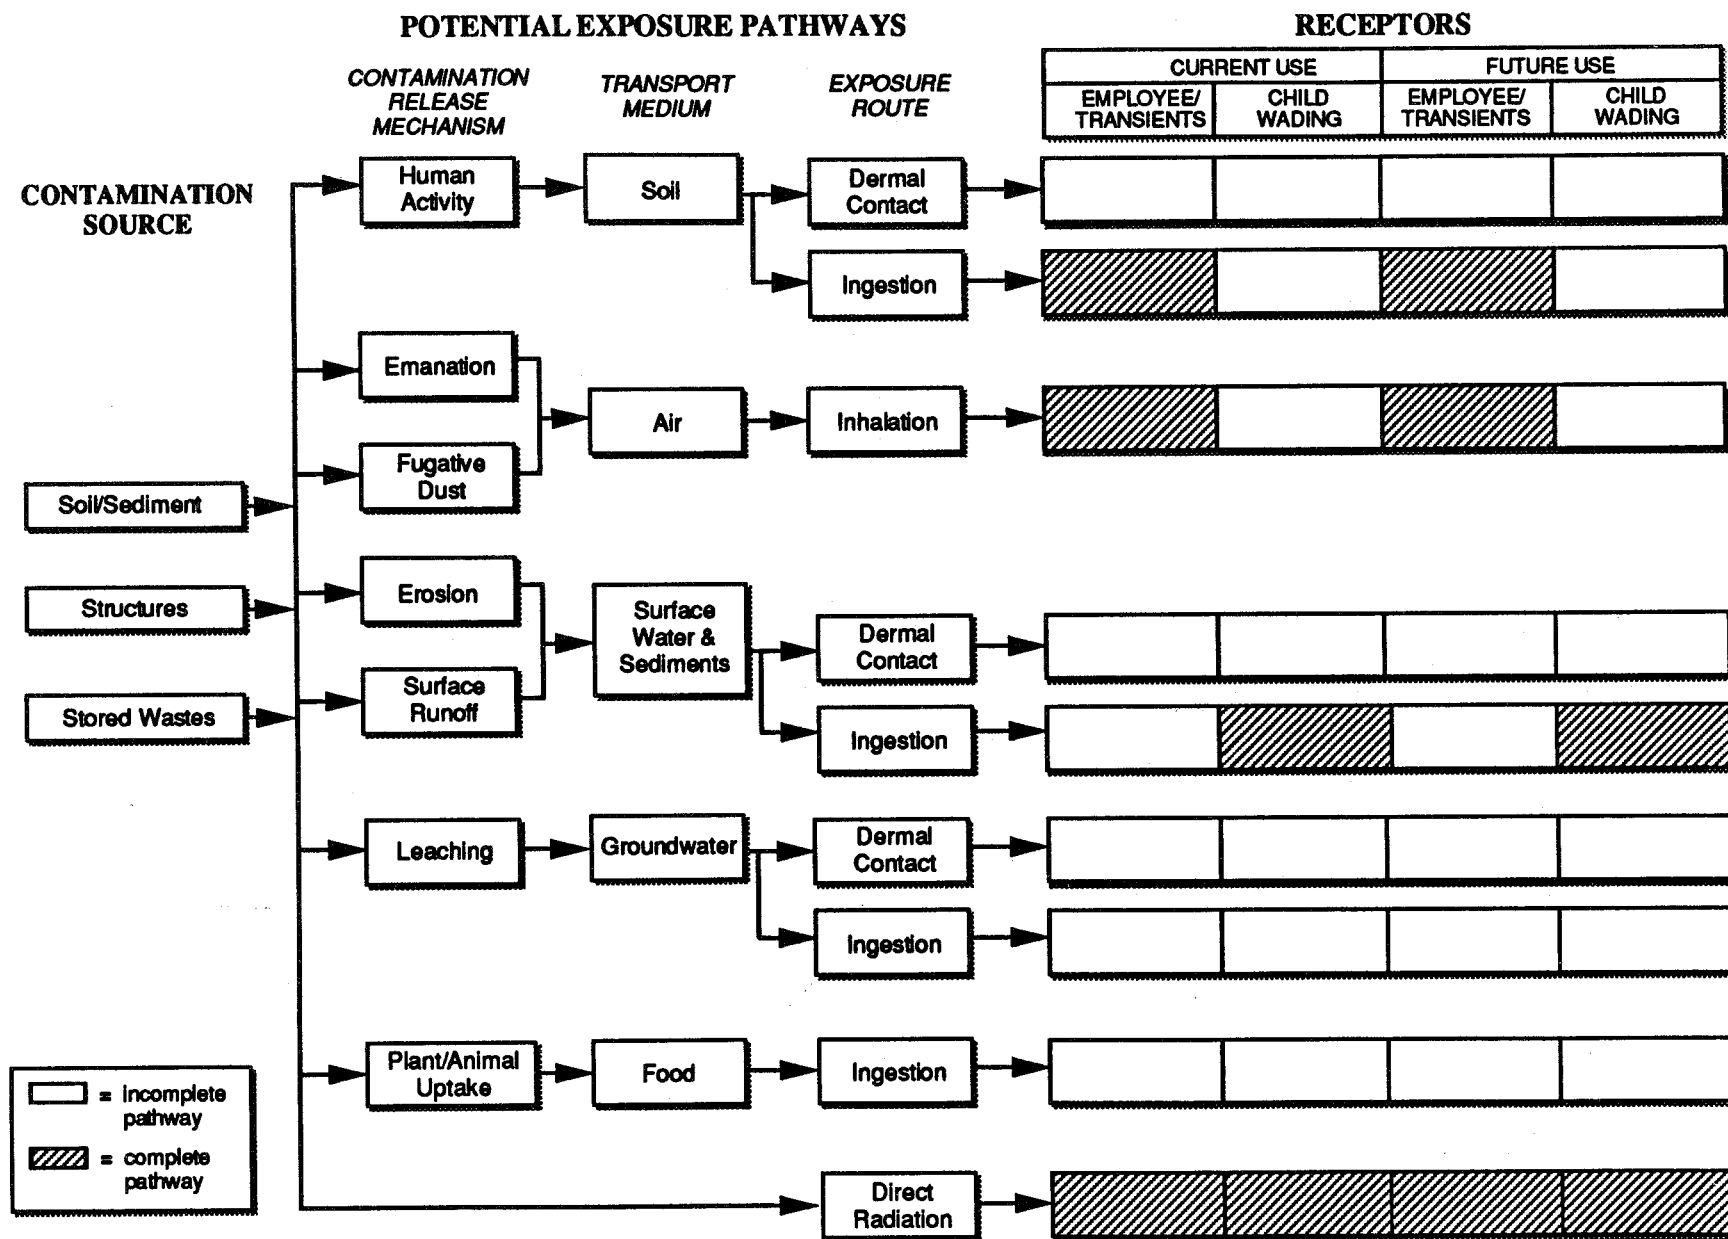 POTENTIAL EXPOSURE PATHWAYS
RECEPTORS
CONTAMINATION
RELEASE
MECHANISM
TRANSPORT
MEDIUM
EXPOSURE
ROUTE
CURRENT USE
FUTURE USE
EMPLOYEE/
TRANSIENTS
CHILD
WADING
EMPLOYEE/
TRANSIENTS
CHILD
WADING
CONTAMINATION
SOURCE
Human
Activity
Soil
Dermal
Contact
Ingestion
Emanation
Air
Inhalation
Fugative
Dust
Soil/Sediment
Structures
Stored Wastes
Erosion
Surface
Runoff
Surface
Water &
Sediments
Dermal
Contact
Ingestion
Leaching
Groundwater
Dermal
Contact
Ingestion
Plant/Animal
Uptake
Food
Ingestion
Direct
Radiation
= incomplete
pathway
= complete
pathway